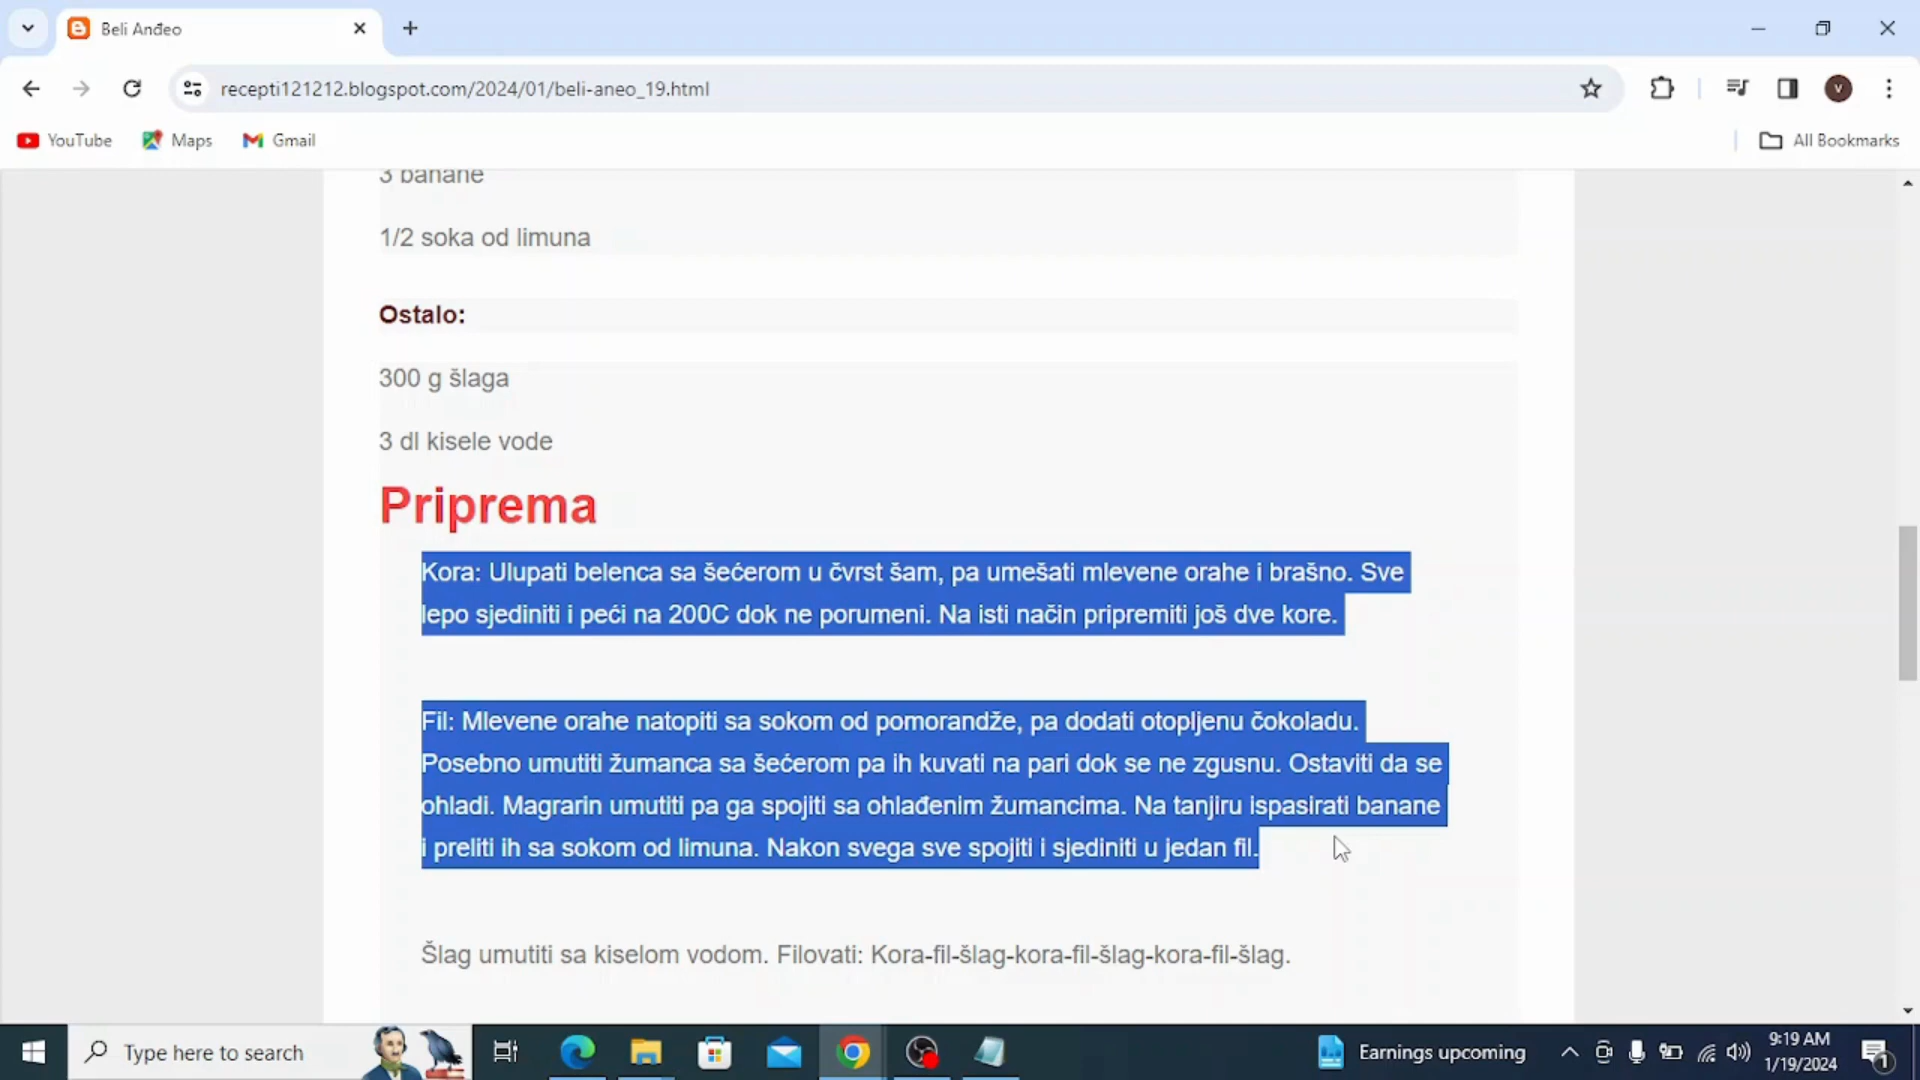 Beli Anđeo
recepti121212.blogspot.com/2024/01/beli-aneo_19.html
V
YouTube
Maps
Gmail
All Bookmarks
3 banane
1/2 soka od limuna
Ostalo:
300 g šlaga
3 dl kisele vode
Priprema
Kora: Ulupati belenca sa šećerom u čvrst šam, pa umešati mlevene orahe i brašno. Sve
lepo sjediniti i peći na 200C dok ne porumeni. Na isti način pripremiti još dve kore.
Fil: Mlevene orahe natopiti sa sokom od pomorandže, pa dodati otopljenu čokoladu.
Posebno umutiti žumanca sa šećerom pa ih kuvati na pari dok se ne zgusnu. Ostaviti da se
ohladi. Magrarin umutiti pa ga spojiti sa ohlađenim žumancima. Na tanjiru ispasirati banane
i preliti ih sa sokom od limuna. Nakon svega sve spojiti i sjediniti u jedan fil.
Šlag umutiti sa kiselom vodom. Filovati: Kora-fil-šlag-kora-fil-šlag-kora-fil-šlag.
Type here to search
Earnings upcoming
9:19 AM
1/19/2024
1